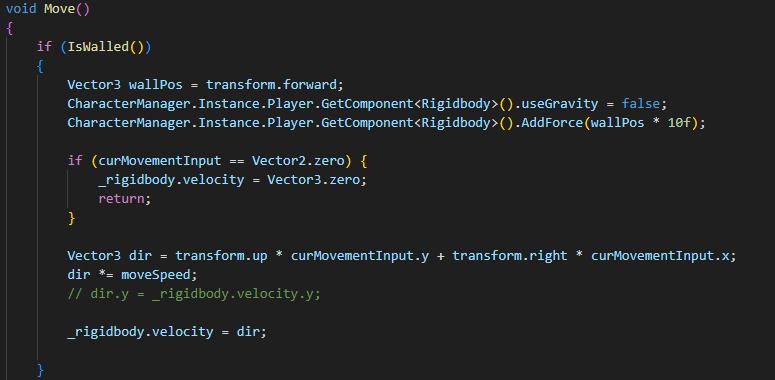 void Move()
{
    if (IsWalled())
    {
        Vector3 wallPos = transform.forward;
        CharacterManager.Instance.Player.GetComponent<Rigidbody>().useGravity = false;
        CharacterManager.Instance.Player.GetComponent<Rigidbody>().AddForce(wallPos * 10f);

        if (curMovementInput == Vector2.zero) {
            _rigidbody.velocity = Vector3.zero;
            return;
        }

        Vector3 dir = transform.up * curMovementInput.y + transform.right * curMovementInput.x;
        dir *= moveSpeed;
        // dir.y = _rigidbody.velocity.y;

        _rigidbody.velocity = dir;

    }